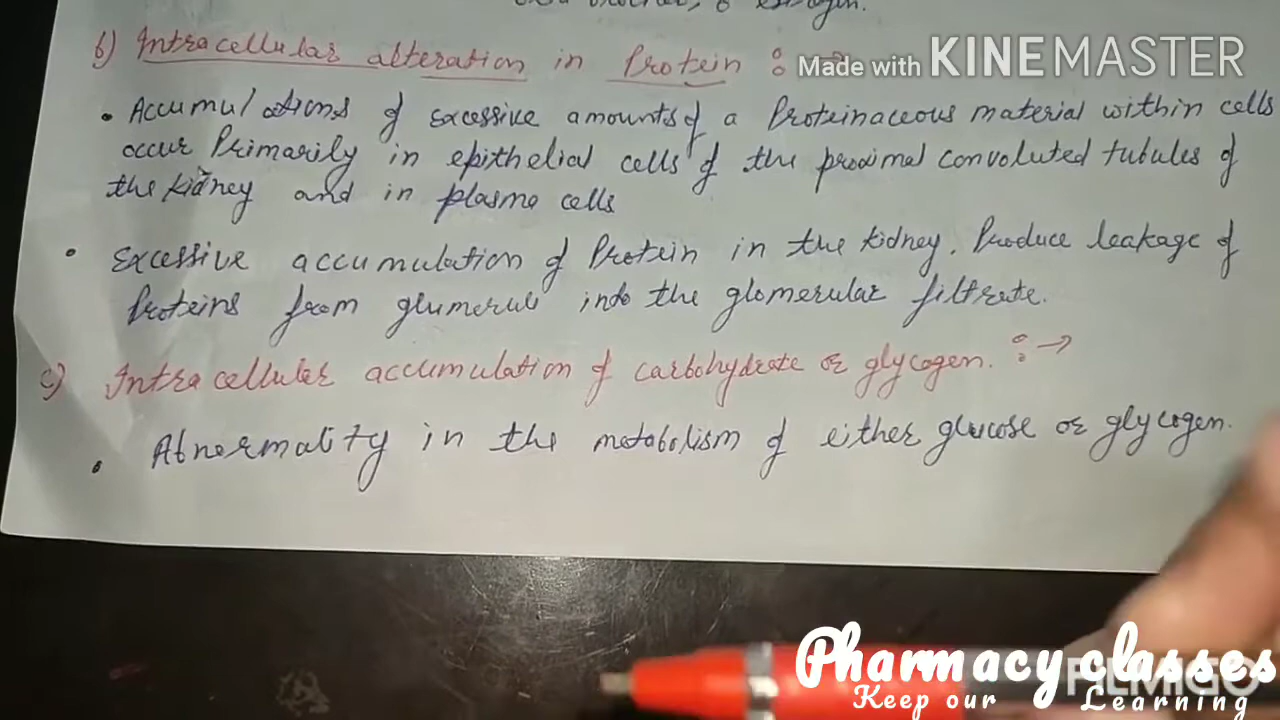 & estrogen.
b) Intracellular alteration in Protein :
Made with KINEMASTER
• Accumulations of excessive amounts of a Proteinaceous material within cells
occur Primarily in epithelial cells of the proximal convoluted tubules of
the kidney and in plasma cells
• Excessive accumulation of Protein in the kidney. Produce leakage of
Proteins from glumeruli into the glomerular filtrate.
c) Intracellular accumulation of carbohydrate or glycogen. : →
• Abnormality in the metabolism of either glucose or glycogen.
Pharmacy classes
FILMIGO
Keep our Learning